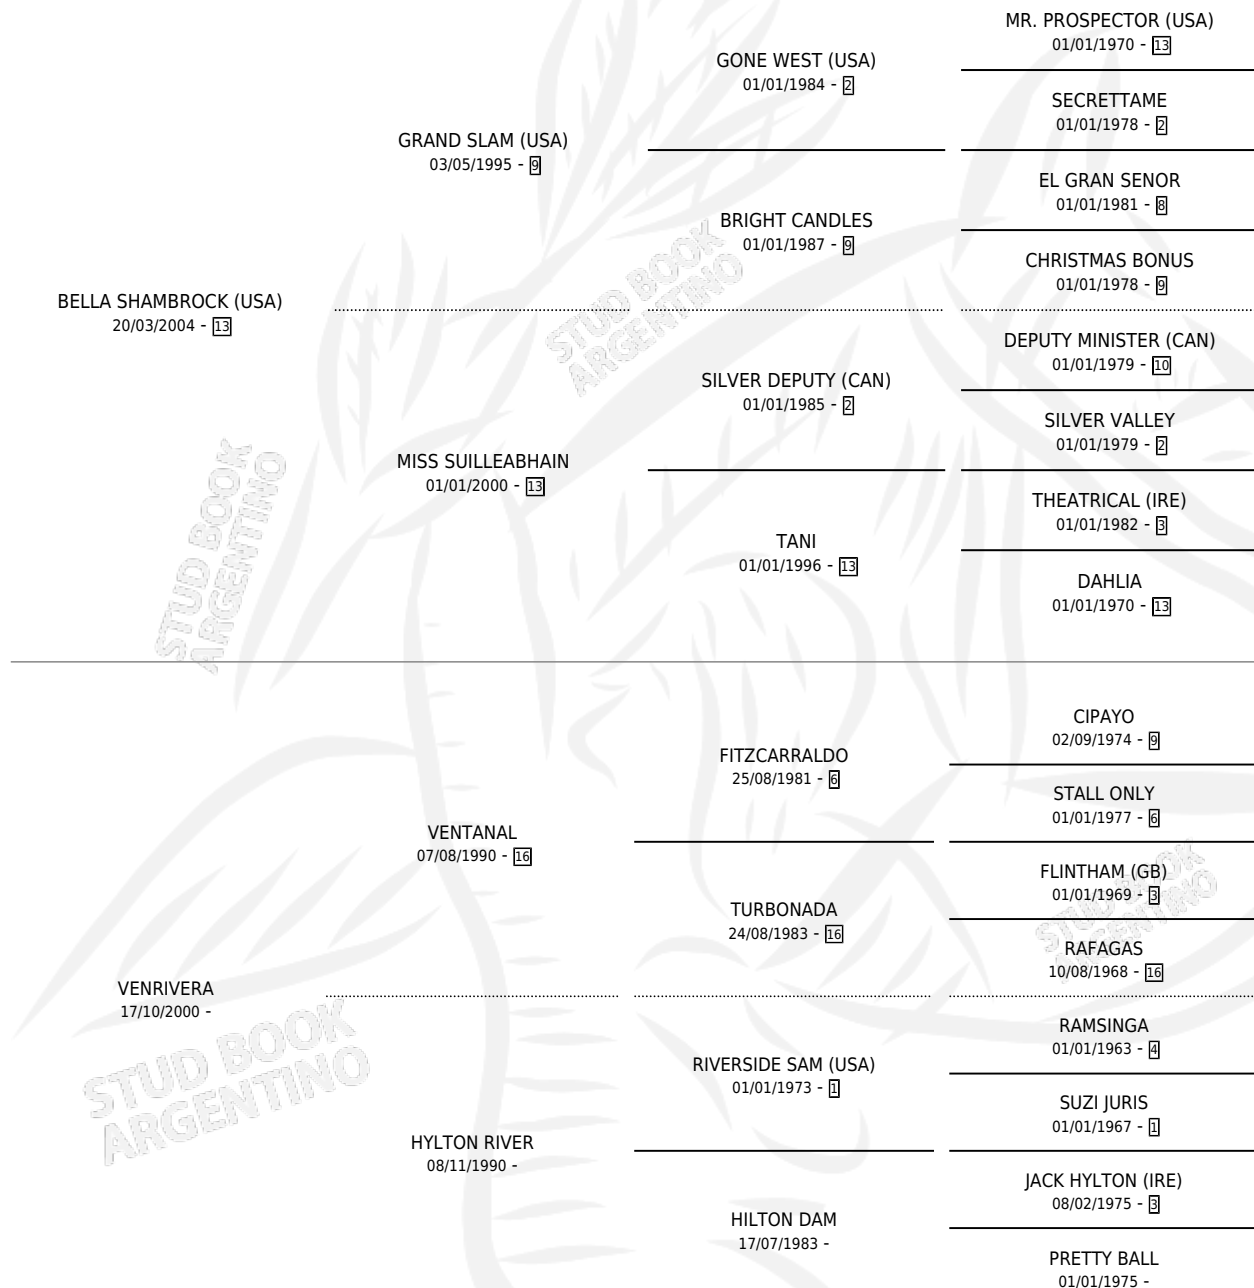 MR. PROSPECTOR (USA)
01/01/1970 - 13
GONE WEST (USA)
01/01/1984 - 2
SECRETTAME
01/01/1978 - 2
GRAND SLAM (USA)
03/05/1995 - 9
EL GRAN SENOR
01/01/1981 - 8
BRIGHT CANDLES
01/01/1987 - 9
CHRISTMAS BONUS
01/01/1978 - 9
BELLA SHAMBROCK (USA)
20/03/2004 - 13
DEPUTY MINISTER (CAN)
01/01/1979 - 10
SILVER DEPUTY (CAN)
01/01/1985 - 2
SILVER VALLEY
01/01/1979 - 2
MISS SUILLEABHAIN
01/01/2000 - 13
THEATRICAL (IRE)
01/01/1982 - 3
TANI
01/01/1996 - 13
DAHLIA
01/01/1970 - 13
CIPAYO
02/09/1974 - 9
FITZCARRALDO
25/08/1981 - 6
STALL ONLY
01/01/1977 - 6
VENTANAL
07/08/1990 - 16
FLINTHAM (GB)
01/01/1969 - 3
TURBONADA
24/08/1983 - 16
RAFAGAS
10/08/1968 - 16
VENRIVERA
17/10/2000 -
RAMSINGA
01/01/1963 - 4
RIVERSIDE SAM (USA)
01/01/1973 - 1
SUZI JURIS
01/01/1967 - 1
HYLTON RIVER
08/11/1990 -
JACK HYLTON (IRE)
08/02/1975 - 3
HILTON DAM
17/07/1983 -
PRETTY BALL
01/01/1975 -
STUD BOOK
ARGENTINO
STUD BOOK
ARGENTINO
STUD BOOK
ARGENTINO
STUD BOOK
ARGENTINO